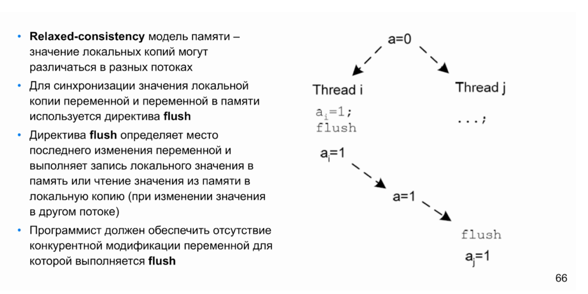 • Relaxed-consistency модель памяти –
значение локальных копий могут
различаться в разных потоках
• Для синхронизации значения локальной
копии переменной и переменной в памяти
используется директива flush
• Директива flush определяет место
последнего изменения переменной и
выполняет запись локального значения в
память или чтение значения из памяти в
локальную копию (при изменении значения
в другом потоке)
• Программист должен обеспечить отсутствие
конкурентной модификации переменной для
которой выполняется flush
a=0
Thread i
Thread j
aᵢ=1;
flush
...;
aᵢ=1
a=1
flush
aⱼ=1
66